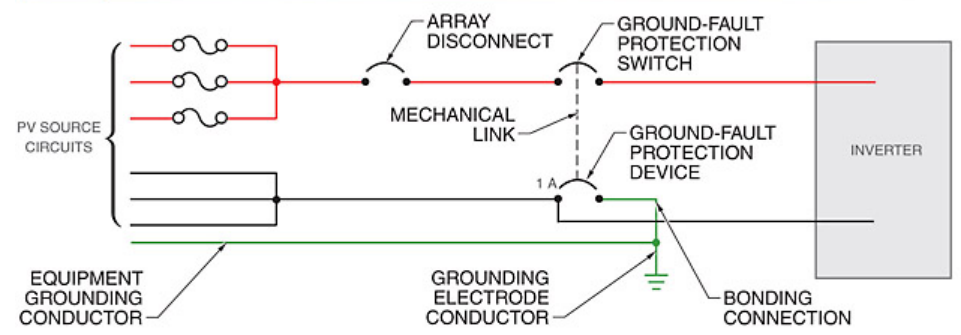 ARRAY
DISCONNECT
GROUND-FAULT
PROTECTION
SWITCH
PV SOURCE
CIRCUITS
MECHANICAL
LINK
GROUND-FAULT
PROTECTION
DEVICE
INVERTER
1 A
EQUIPMENT
GROUNDING
CONDUCTOR
GROUNDING
ELECTRODE
CONDUCTOR
BONDING
CONNECTION